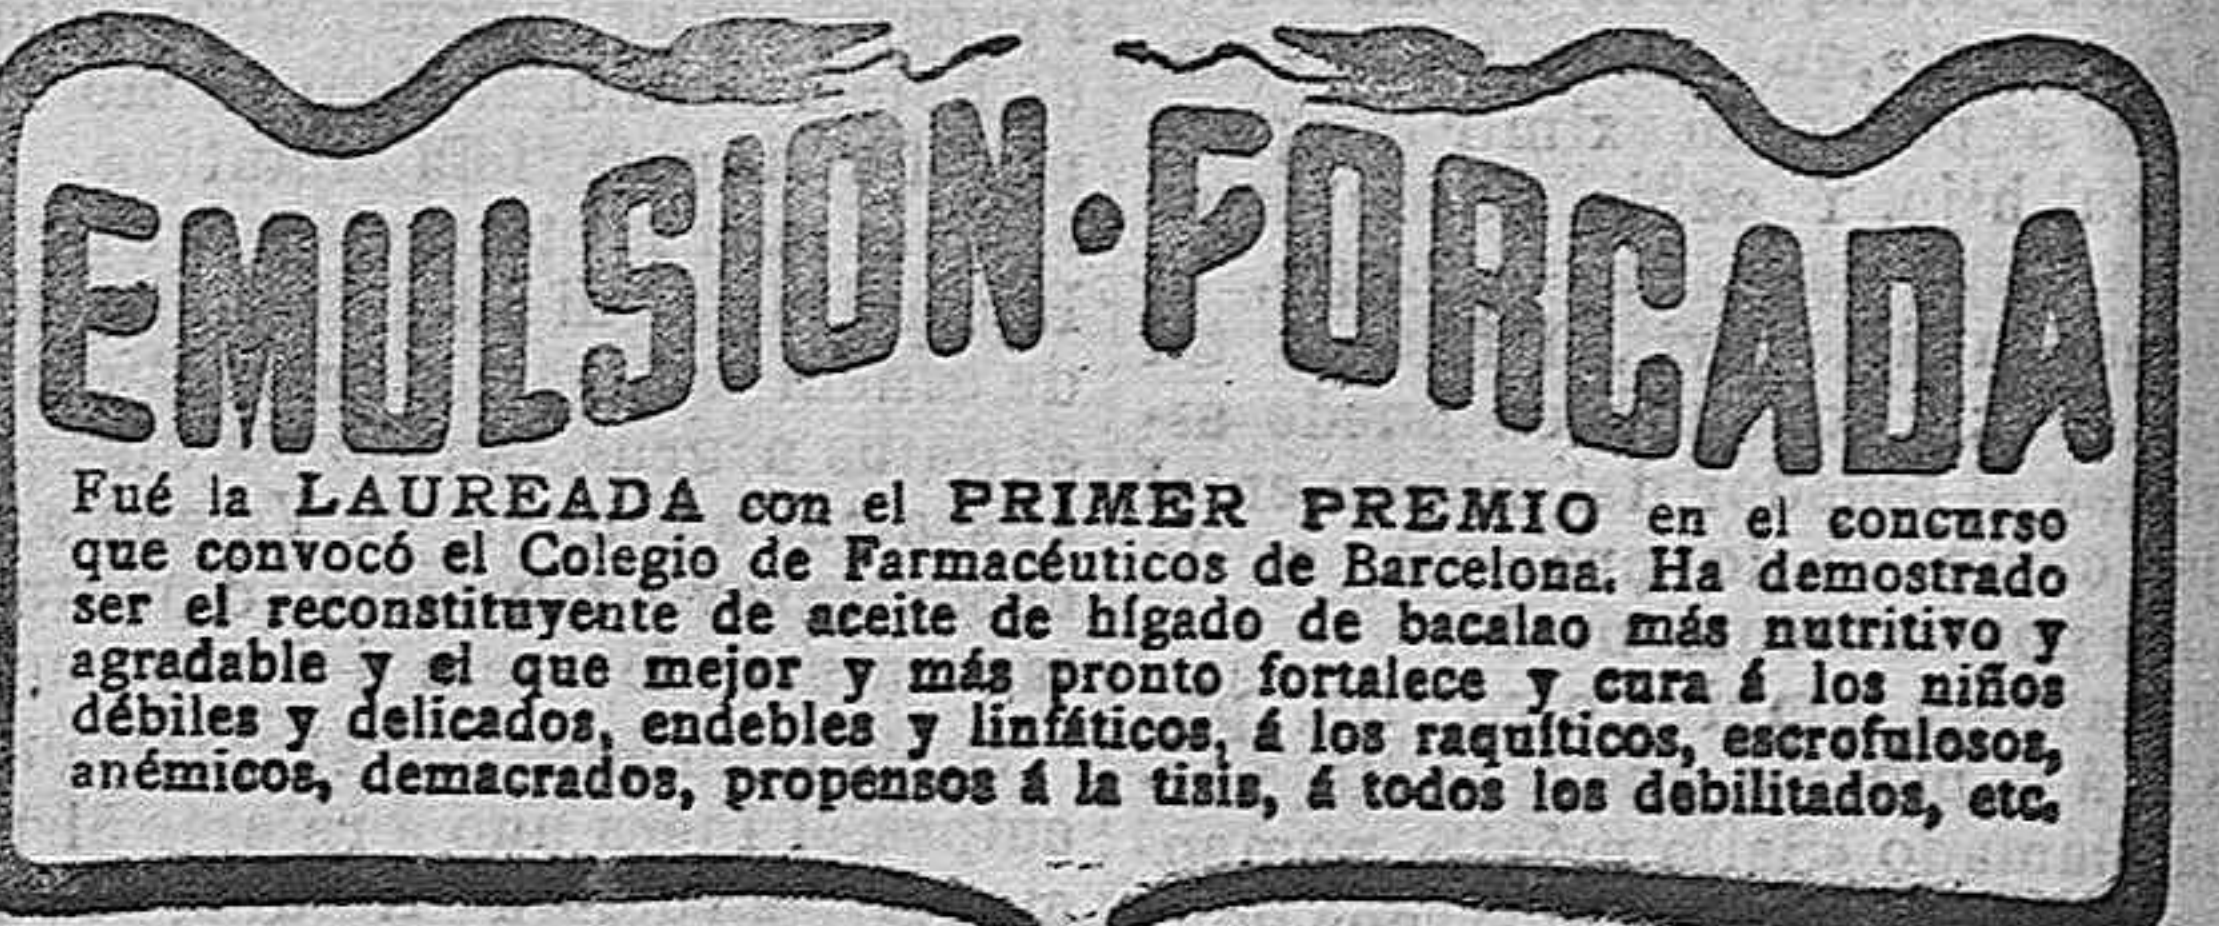 EMULSION·FORCADA
Fué la LAUREADA con el PRIMER PREMIO en el concurso
que convocó el Colegio de Farmacéuticos de Barcelona. Ha demostrado
ser el reconstituyente de aceite de hígado de bacalao más nutritivo y
agradable y el que mejor y más pronto fortalece y cura á los niños
débiles y delicados, endebles y linfáticos, á los raquíticos, escrofulosos,
anémicos, demacrados, propensos á la tisis, á todos los debilitados, etc.